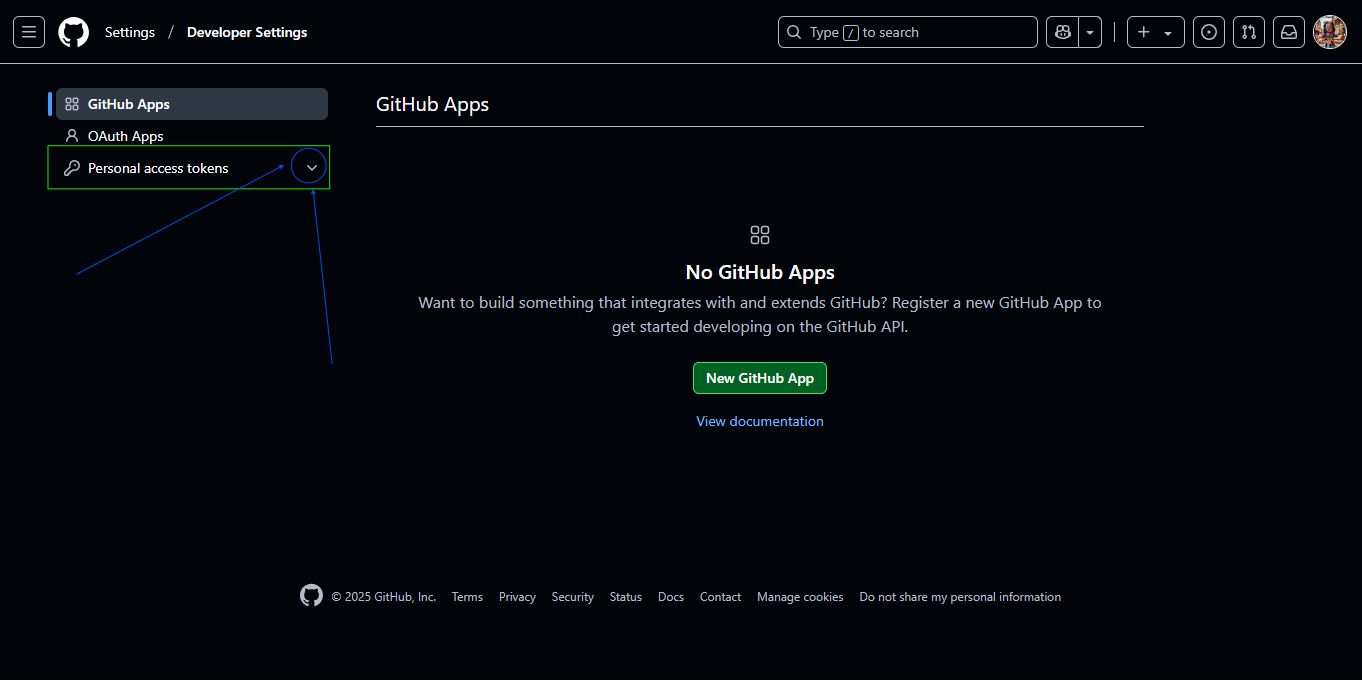 Settings / Developer Settings
Type / to search
GitHub Apps
OAuth Apps
Personal access tokens
GitHub Apps
No GitHub Apps
Want to build something that integrates with and extends GitHub? Register a new GitHub App to
get started developing on the GitHub API.
New GitHub App
View documentation
© 2025 GitHub, Inc. Terms Privacy Security Status Docs Contact Manage cookies Do not share my personal information